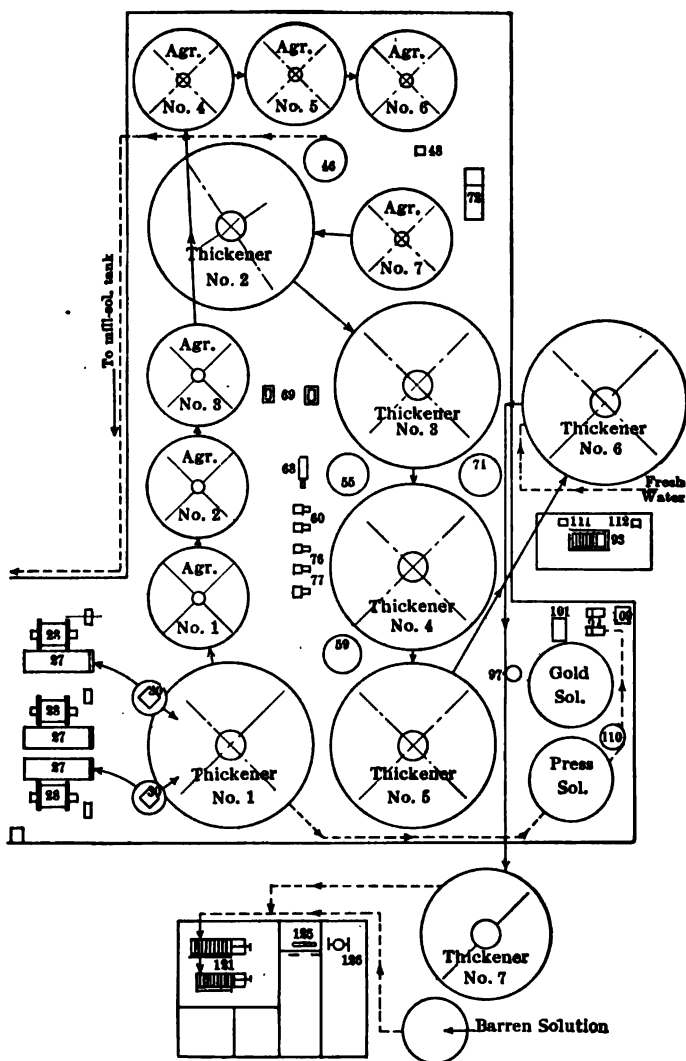 Agr.
No. 4
Agr.
No. 5
Agr.
No. 6
46
48
72
Thickener
No. 2
Agr.
No. 7
To mill-sol. tank
Agr.
No. 3
69
Thickener
No. 3
Thickener
No. 6
63
55
71
Fresh
Water
Agr.
No. 2
60
76
77
111
112
93
Thickener
No. 4
Agr.
No. 1
59
101
109
28
27
30
97
Gold
Sol.
28
27
Thickener
No. 1
Thickener
No. 5
110
Press
Sol.
27
28
30
Thickener
No. 7
125
126
121
Barren Solution